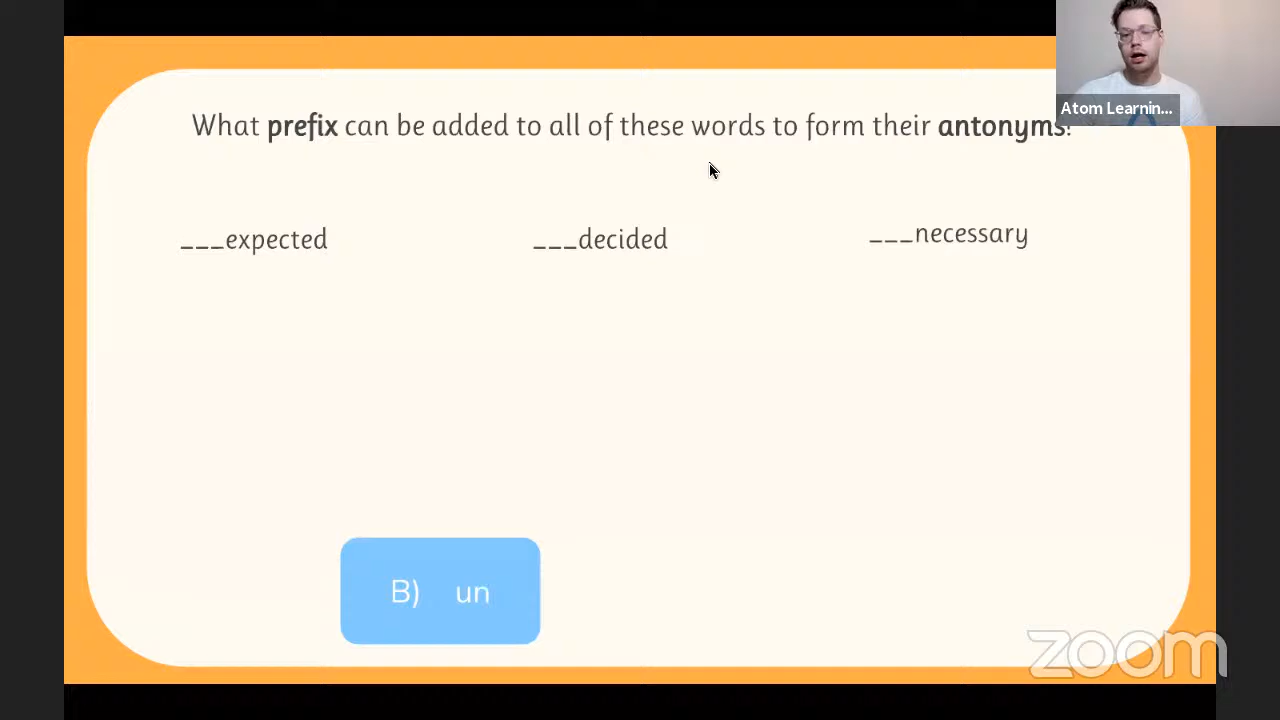 What prefix can be added to all of these words to form their antonyms?
Atom Learnin...
___expected ___decided ___necessary
B) un
zoom